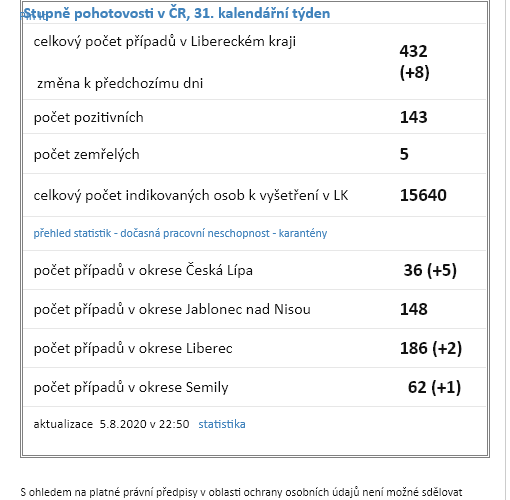 Stupně pohotovosti v ČR, 31. kalendářní týden
celkový počet případů v Libereckém kraji
změna k předchozímu dni
432
(+8)
počet pozitivních 143
počet zemřelých 5
celkový počet indikovaných osob k vyšetření v LK 15640
přehled statistik - dočasná pracovní neschopnost - karantény
počet případů v okrese Česká Lípa 36 (+5)
počet případů v okrese Jablonec nad Nisou 148
počet případů v okrese Liberec 186 (+2)
počet případů v okrese Semily 62 (+1)
aktualizace 5.8.2020 v 22:50 statistika
S ohledem na platné právní předpisy v oblasti ochrany osobních údajů není možné sdělovat